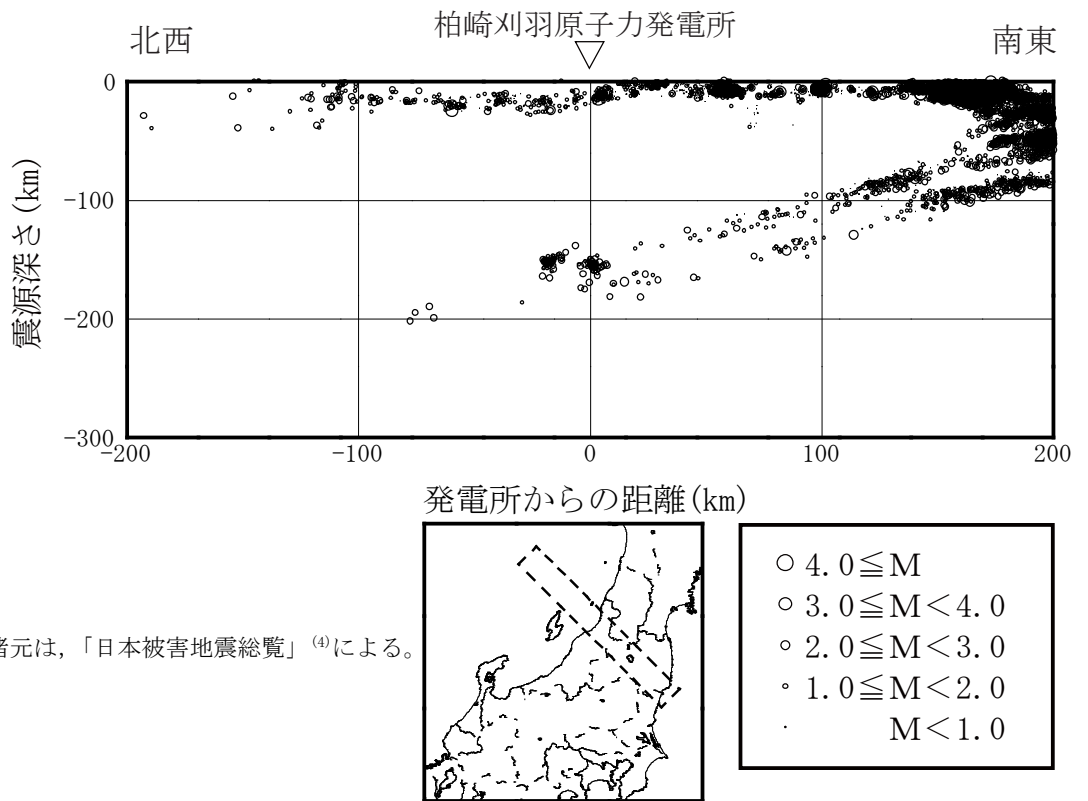 柏崎刈羽原子力発電所
北西
南東
震源深さ(km)
0
-100
-200
-300
-200
-100
0
100
200
発電所からの距離(km)
○ 4.0≦M
○ 3.0≦M<4.0
○ 2.0≦M<3.0
○ 1.0≦M<2.0
· M<1.0
諸元は,「日本被害地震総覧」(4)による。